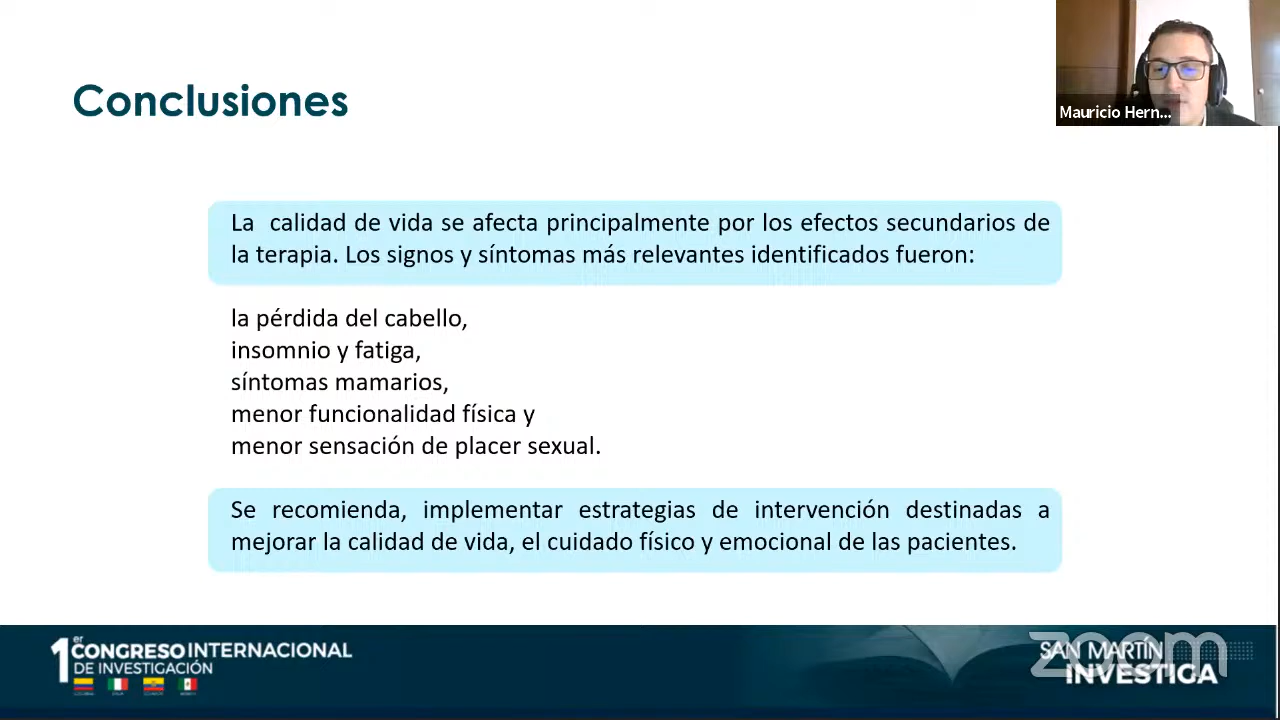 Conclusiones
Mauricio Hern...
La calidad de vida se afecta principalmente por los efectos secundarios de
la terapia. Los signos y síntomas más relevantes identificados fueron:
la pérdida del cabello,
insomnio y fatiga,
síntomas mamarios,
menor funcionalidad física y
menor sensación de placer sexual.
Se recomienda, implementar estrategias de intervención destinadas a
mejorar la calidad de vida, el cuidado físico y emocional de las pacientes.
1er CONGRESO INTERNACIONAL
DE INVESTIGACIÓN
SAN MARTÍN
INVESTIGA
zoom